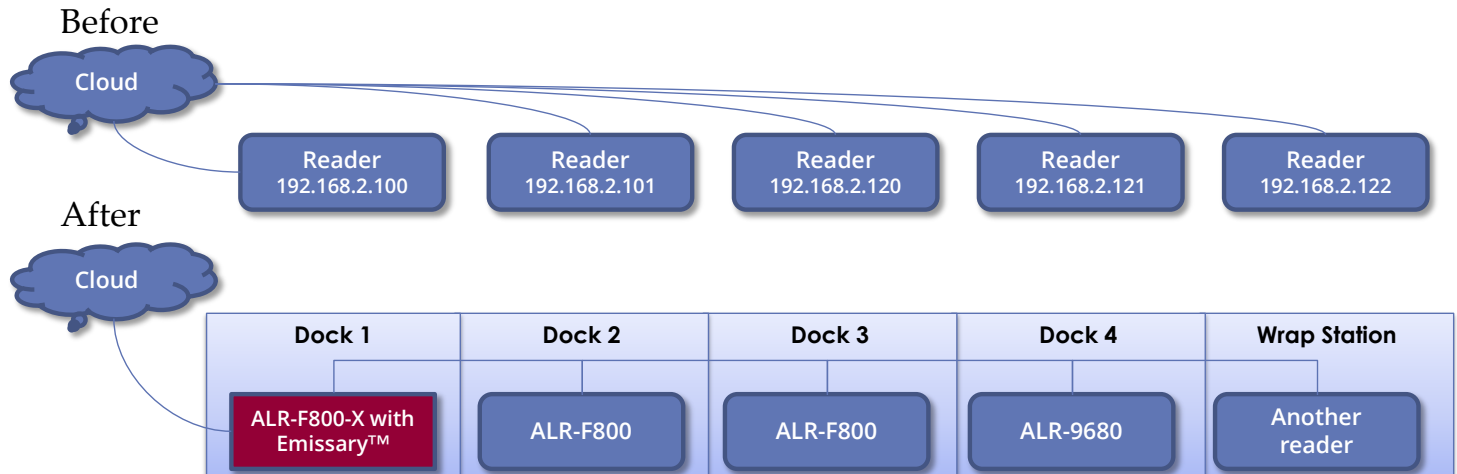 Before
Cloud
Reader
192.168.2.100
Reader
192.168.2.101
Reader
192.168.2.120
Reader
192.168.2.121
Reader
192.168.2.122
After
Cloud
Dock 1
Dock 2
Dock 3
Dock 4
Wrap Station
ALR-F800-X with
Emissary™
ALR-F800
ALR-F800
ALR-9680
Another
reader